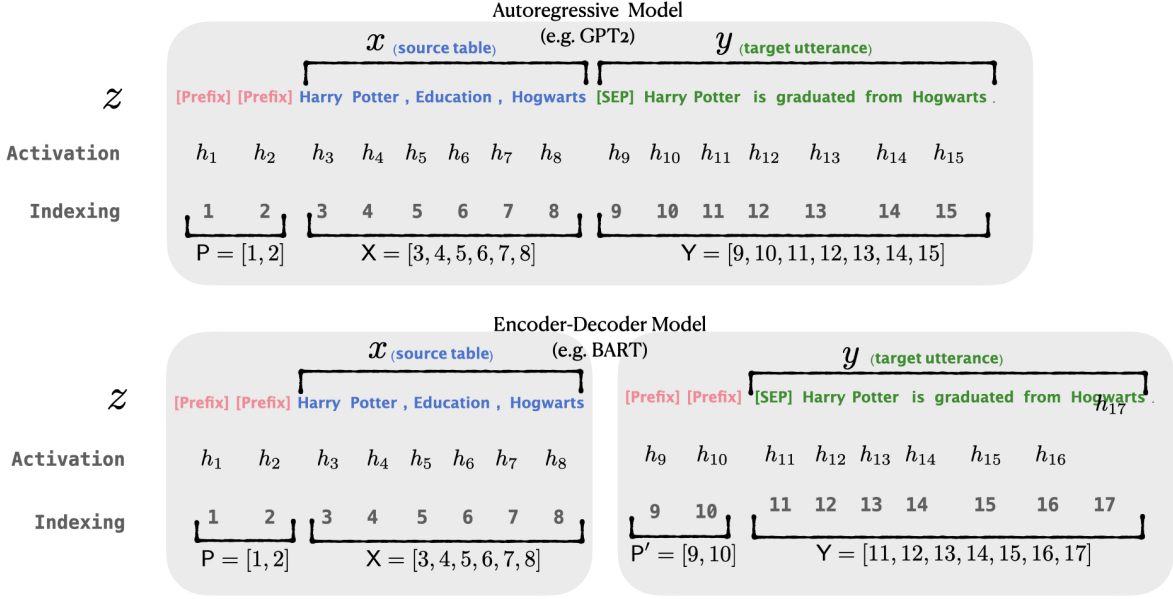 Autoregressive Model
(e.g. GPT2)
x (source table) y (target utterance)
z [Prefix] [Prefix] Harry Potter , Education , Hogwarts [SEP] Harry Potter is graduated from Hogwarts .
Activation h1 h2 h3 h4 h5 h6 h7 h8 h9 h10 h11 h12 h13 h14 h15
Indexing 1 2 3 4 5 6 7 8 9 10 11 12 13 14 15
P = [1, 2] X = [3, 4, 5, 6, 7, 8] Y = [9, 10, 11, 12, 13, 14, 15]
Encoder-Decoder Model
(e.g. BART)
x (source table) y (target utterance)
z [Prefix] [Prefix] Harry Potter , Education , Hogwarts [Prefix] [Prefix] [SEP] Harry Potter is graduated from Hogwarts .
h17
Activation h1 h2 h3 h4 h5 h6 h7 h8 h9 h10 h11 h12 h13 h14 h15 h16
Indexing 1 2 3 4 5 6 7 8 9 10 11 12 13 14 15 16 17
P = [1, 2] X = [3, 4, 5, 6, 7, 8] P′ = [9, 10] Y = [11, 12, 13, 14, 15, 16, 17]